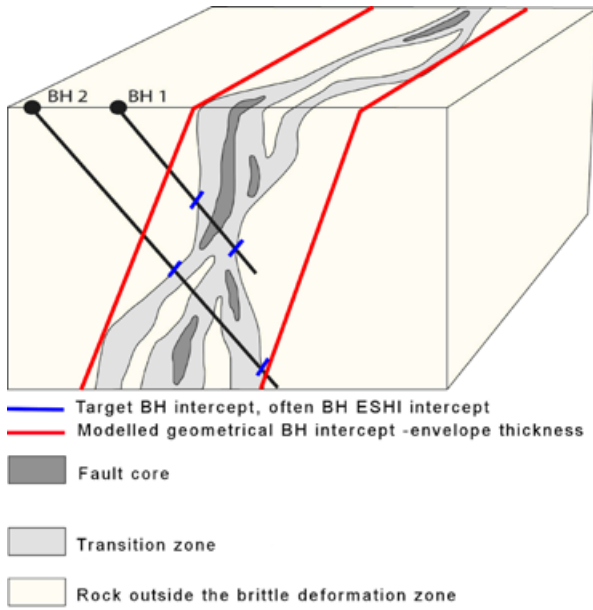 BH 2
BH 1
Target BH intercept, often BH ESHI intercept
Modelled geometrical BH intercept -envelope thickness
Fault core
Transition zone
Rock outside the brittle deformation zone